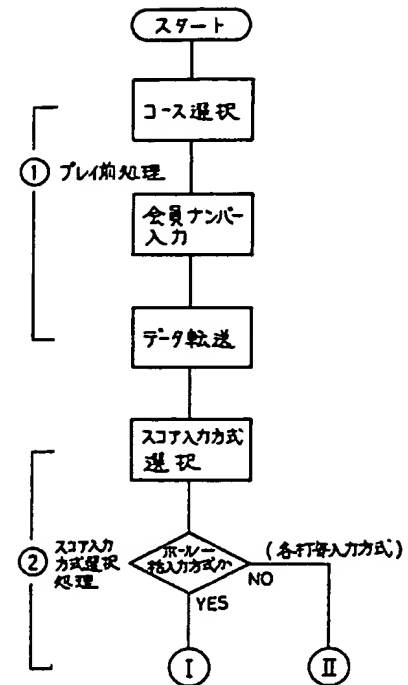 スタート
コース選択
① プレイ前処理
会員ナンバー
入力
データ転送
スコア入力方式
選択
② スコア入力
方式選択
処理
ホール一
括入力方式か
(各打毎入力方式)
NO
YES
I
II